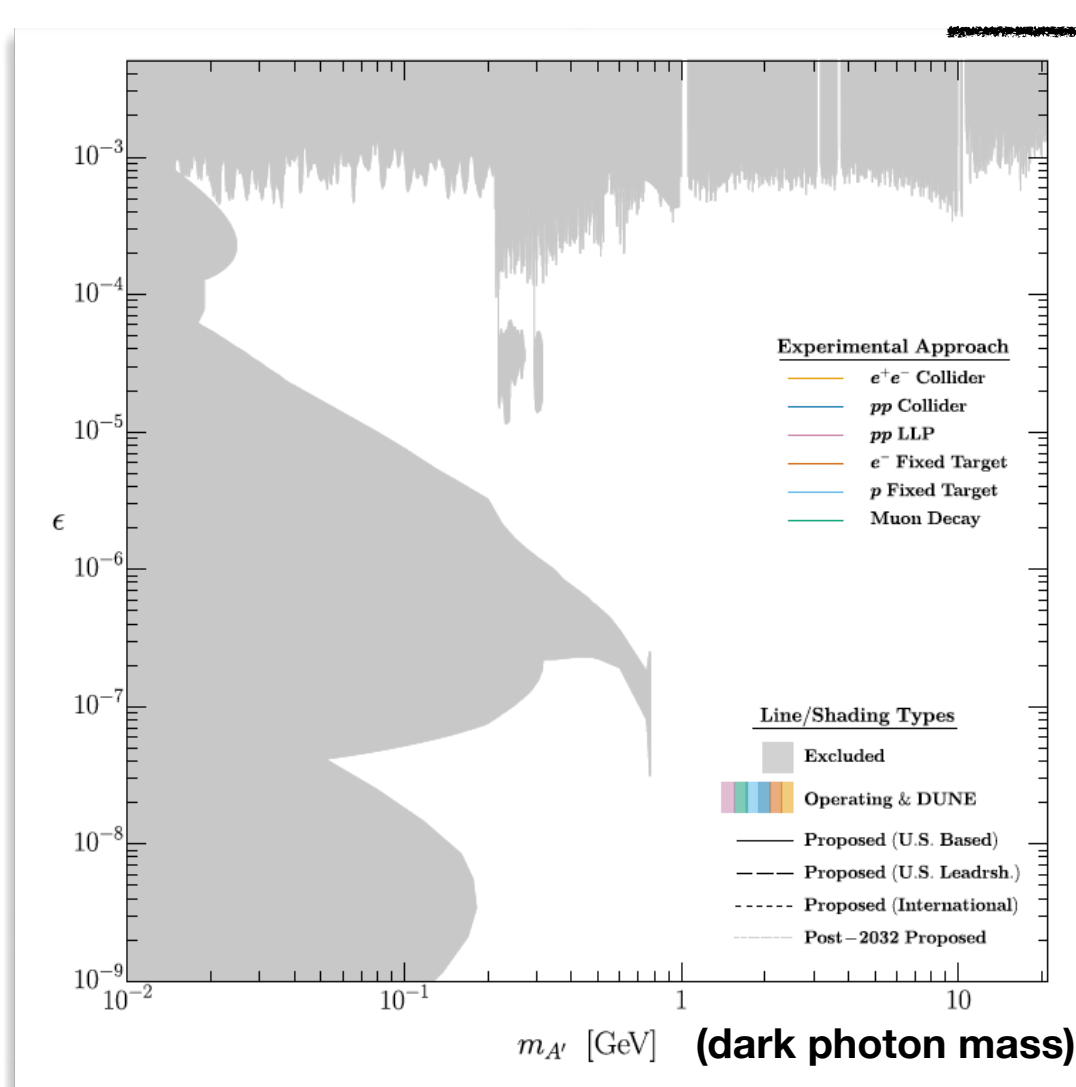 10⁻³
10⁻⁴
10⁻⁵
ϵ
10⁻⁶
10⁻⁷
10⁻⁸
10⁻⁹
Experimental Approach
e⁺e⁻ Collider
pp Collider
pp LLP
e⁻ Fixed Target
p Fixed Target
Muon Decay
Line/Shading Types
Excluded
Operating & DUNE
Proposed (U.S. Based)
Proposed (U.S. Leadrsh.)
Proposed (International)
Post−2032 Proposed
10⁻² 10⁻¹ 1 10
m_A′ [GeV] (dark photon mass)